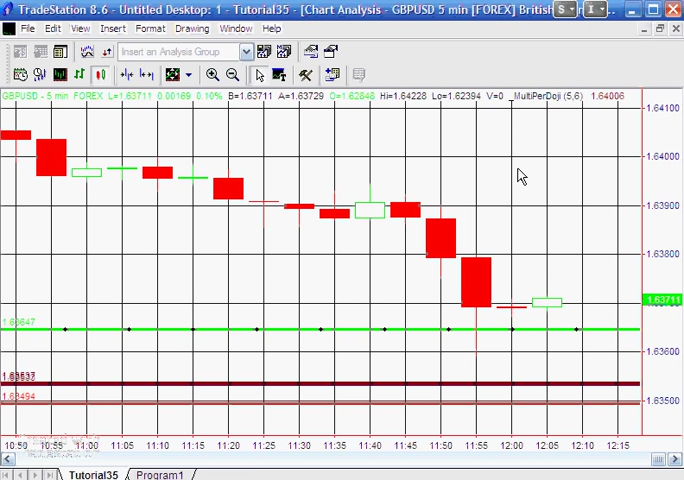 TradeStation 8.6 - Untitled Desktop: 1 - Tutorial35 - [Chart Analysis - GBPUSD 5 min [FOREX] British
S I
File Edit View Insert Format Drawing Window Help
Insert an Analysis Group
GBPUSD - 5 min FOREX L=1.63711 0.00169 0.10% B=1.63711 A=1.63729 O=1.62848 Hi=1.64228 Lo=1.62394 V=0 MultiPerDoji (5,6) 1.64006
1.64100
1.64000
1.63900
1.63800
1.63711
1.63647
1.63600
1.63494
1.63500
10:50 10:55 11:00 11:05 11:10 11:15 11:20 11:25 11:30 11:35 11:40 11:45 11:50 11:55 12:00 12:05 12:10 12:15
Tutorial35 Program1